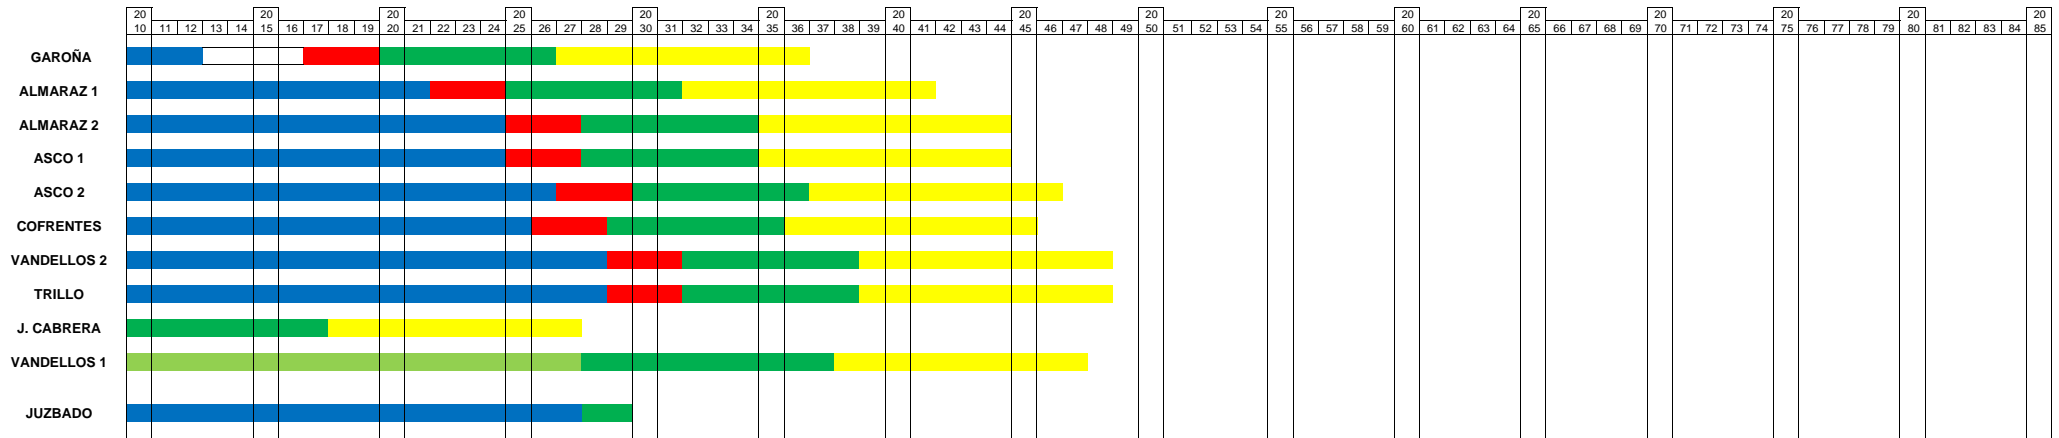 20 20 20 20 20 20 20 20 20 20 20 20 20 20 20 20
10 11 12 13 14 15 16 17 18 19 20 21 22 23 24 25 26 27 28 29 30 31 32 33 34 35 36 37 38 39 40 41 42 43 44 45 46 47 48 49 50 51 52 53 54 55 56 57 58 59 60 61 62 63 64 65 66 67 68 69 70 71 72 73 74 75 76 77 78 79 80 81 82 83 84 85
GAROÑA
ALMARAZ 1
ALMARAZ 2
ASCO 1
ASCO 2
COFRENTES
VANDELLOS 2
TRILLO
J. CABRERA
VANDELLOS 1
JUZBADO